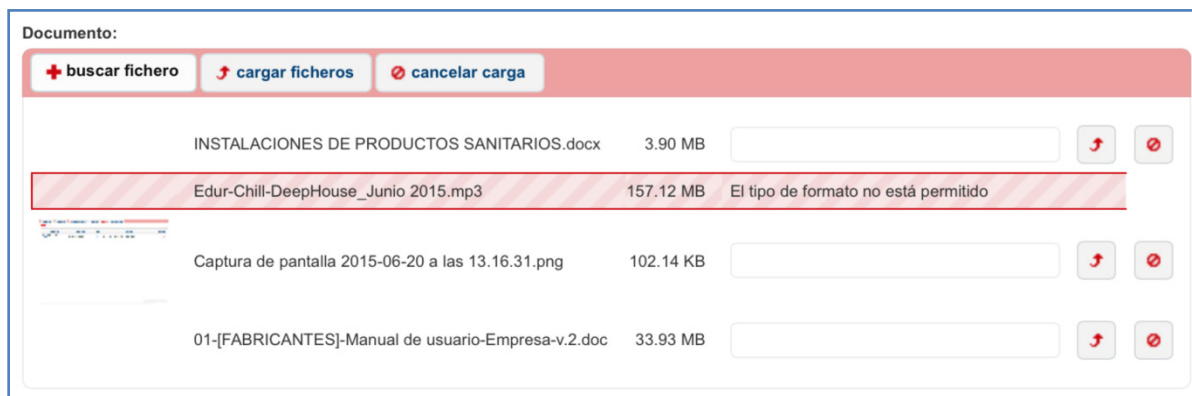 Documento:
buscar fichero cargar ficheros cancelar carga
INSTALACIONES DE PRODUCTOS SANITARIOS.docx 3.90 MB
Edur-Chill-DeepHouse_Junio 2015.mp3 157.12 MB El tipo de formato no está permitido
Captura de pantalla 2015-06-20 a las 13.16.31.png 102.14 KB
01-[FABRICANTES]-Manual de usuario-Empresa-v.2.doc 33.93 MB